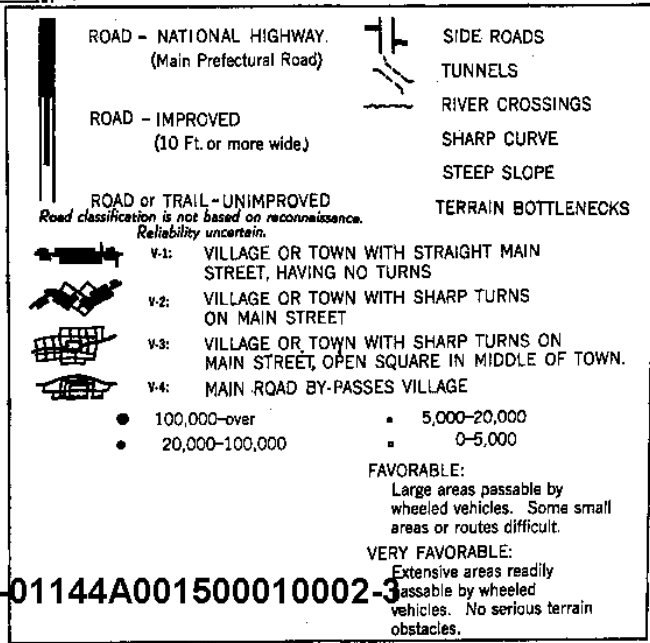 ROAD - NATIONAL HIGHWAY.
(Main Prefectural Road)
ROAD - IMPROVED
(10 Ft. or more wide.)
ROAD or TRAIL-UNIMPROVED
Road classification is not based on reconnaissance.
Reliability uncertain.
SIDE ROADS
TUNNELS
RIVER CROSSINGS
SHARP CURVE
STEEP SLOPE
TERRAIN BOTTLENECKS
V-1: VILLAGE OR TOWN WITH STRAIGHT MAIN
STREET, HAVING NO TURNS
V-2: VILLAGE OR TOWN WITH SHARP TURNS
ON MAIN STREET
V-3: VILLAGE OR TOWN WITH SHARP TURNS ON
MAIN STREET, OPEN SQUARE IN MIDDLE OF TOWN.
V-4: MAIN ROAD BY-PASSES VILLAGE
100,000-over
20,000-100,000
5,000-20,000
0-5,000
FAVORABLE:
Large areas passable by
wheeled vehicles. Some small
areas or routes difficult.
VERY FAVORABLE:
Extensive areas readily
passable by wheeled
vehicles. No serious terrain
obstacles.
-01144A001500010002-3